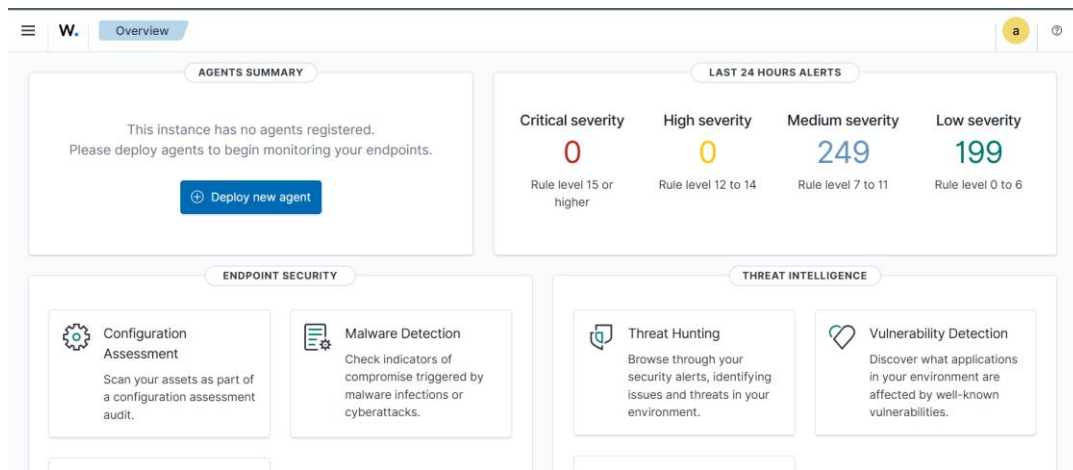 W. Overview a
AGENTS SUMMARY
This instance has no agents registered.
Please deploy agents to begin monitoring your endpoints.
Deploy new agent
LAST 24 HOURS ALERTS
Critical severity
0
Rule level 15 or
higher
High severity
0
Rule level 12 to 14
Medium severity
249
Rule level 7 to 11
Low severity
199
Rule level 0 to 6
ENDPOINT SECURITY
Configuration
Assessment
Scan your assets as part of
a configuration assessment
audit.
Malware Detection
Check indicators of
compromise triggered by
malware infections or
cyberattacks.
THREAT INTELLIGENCE
Threat Hunting
Browse through your
security alerts, identifying
issues and threats in your
environment.
Vulnerability Detection
Discover what applications
in your environment are
affected by well-known
vulnerabilities.